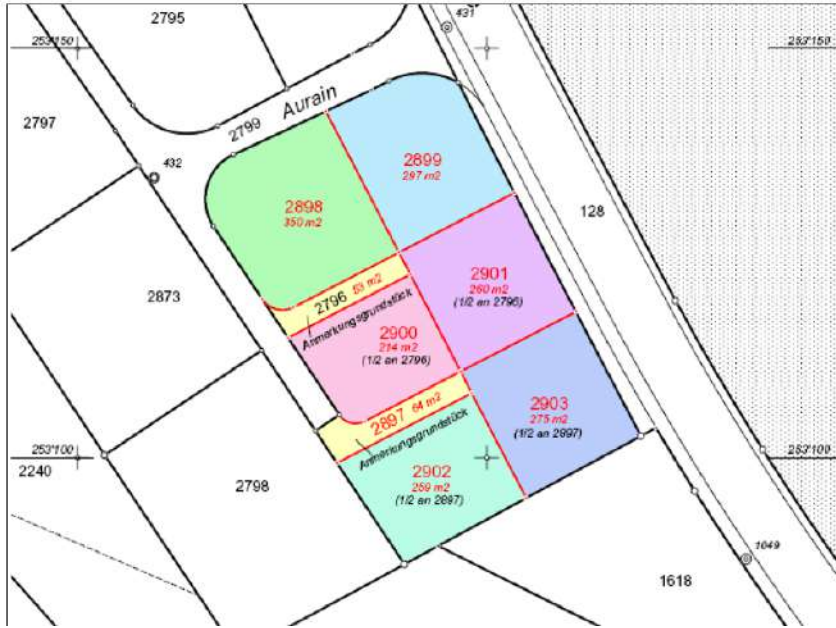 2795
431
253'150
253'150
Aurain
2799
2797
432
2899
297 m2
2898
350 m2
128
2901
260 m2
(1/2 an 2796)
2796 53 m2
Anmerkungsgrundstück
2873
2900
214 m2
(1/2 an 2796)
2903
275 m2
(1/2 an 2897)
2897 64 m2
Anmerkungsgrundstück
253'100
253'100
2240
2902
259 m2
(1/2 an 2897)
2798
1049
1618